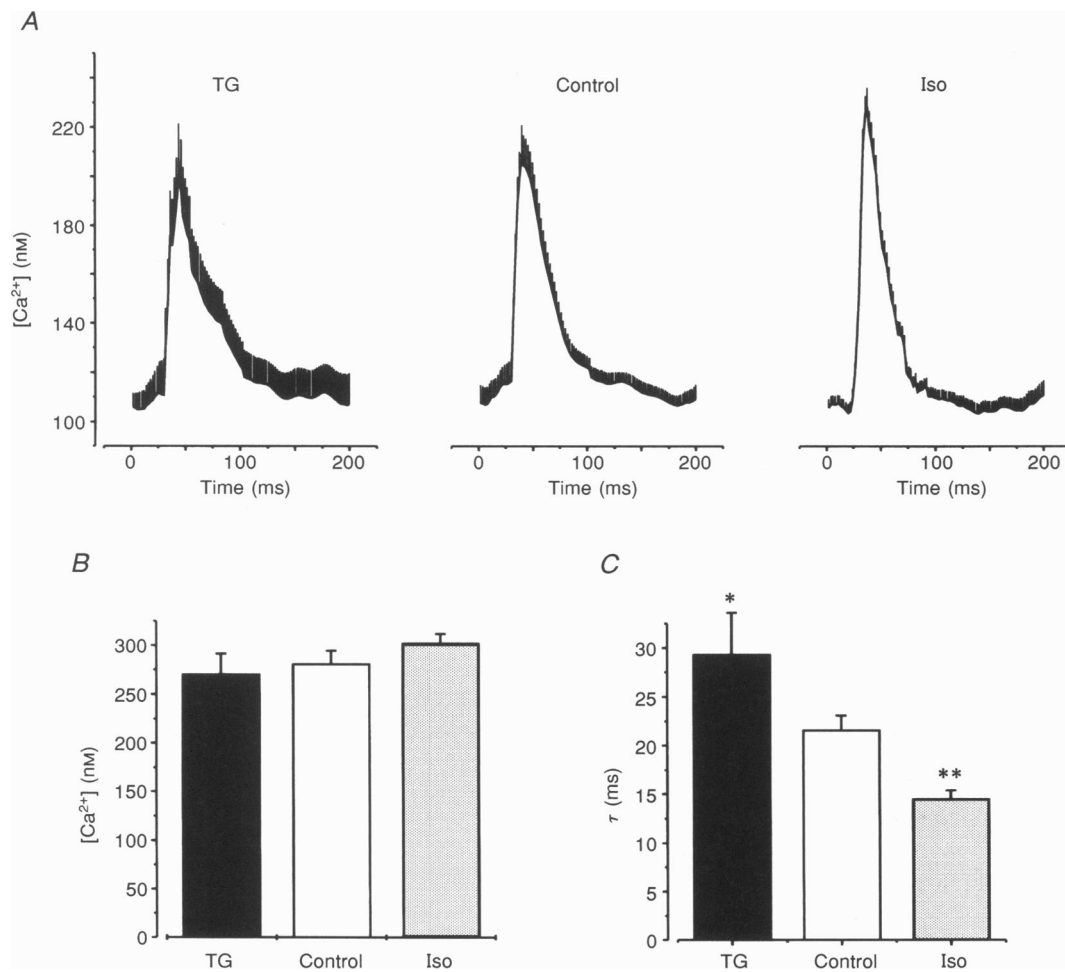 A
TG
Control
Iso
[Ca²⁺] (nM)
220
180
140
100
0 100 200
0 100 200
0 100 200
Time (ms)
Time (ms)
Time (ms)
B
[Ca²⁺] (nM)
300
250
200
150
100
50
0
TG Control Iso
C
τ (ms)
30
25
20
15
10
5
0
*
**
TG Control Iso